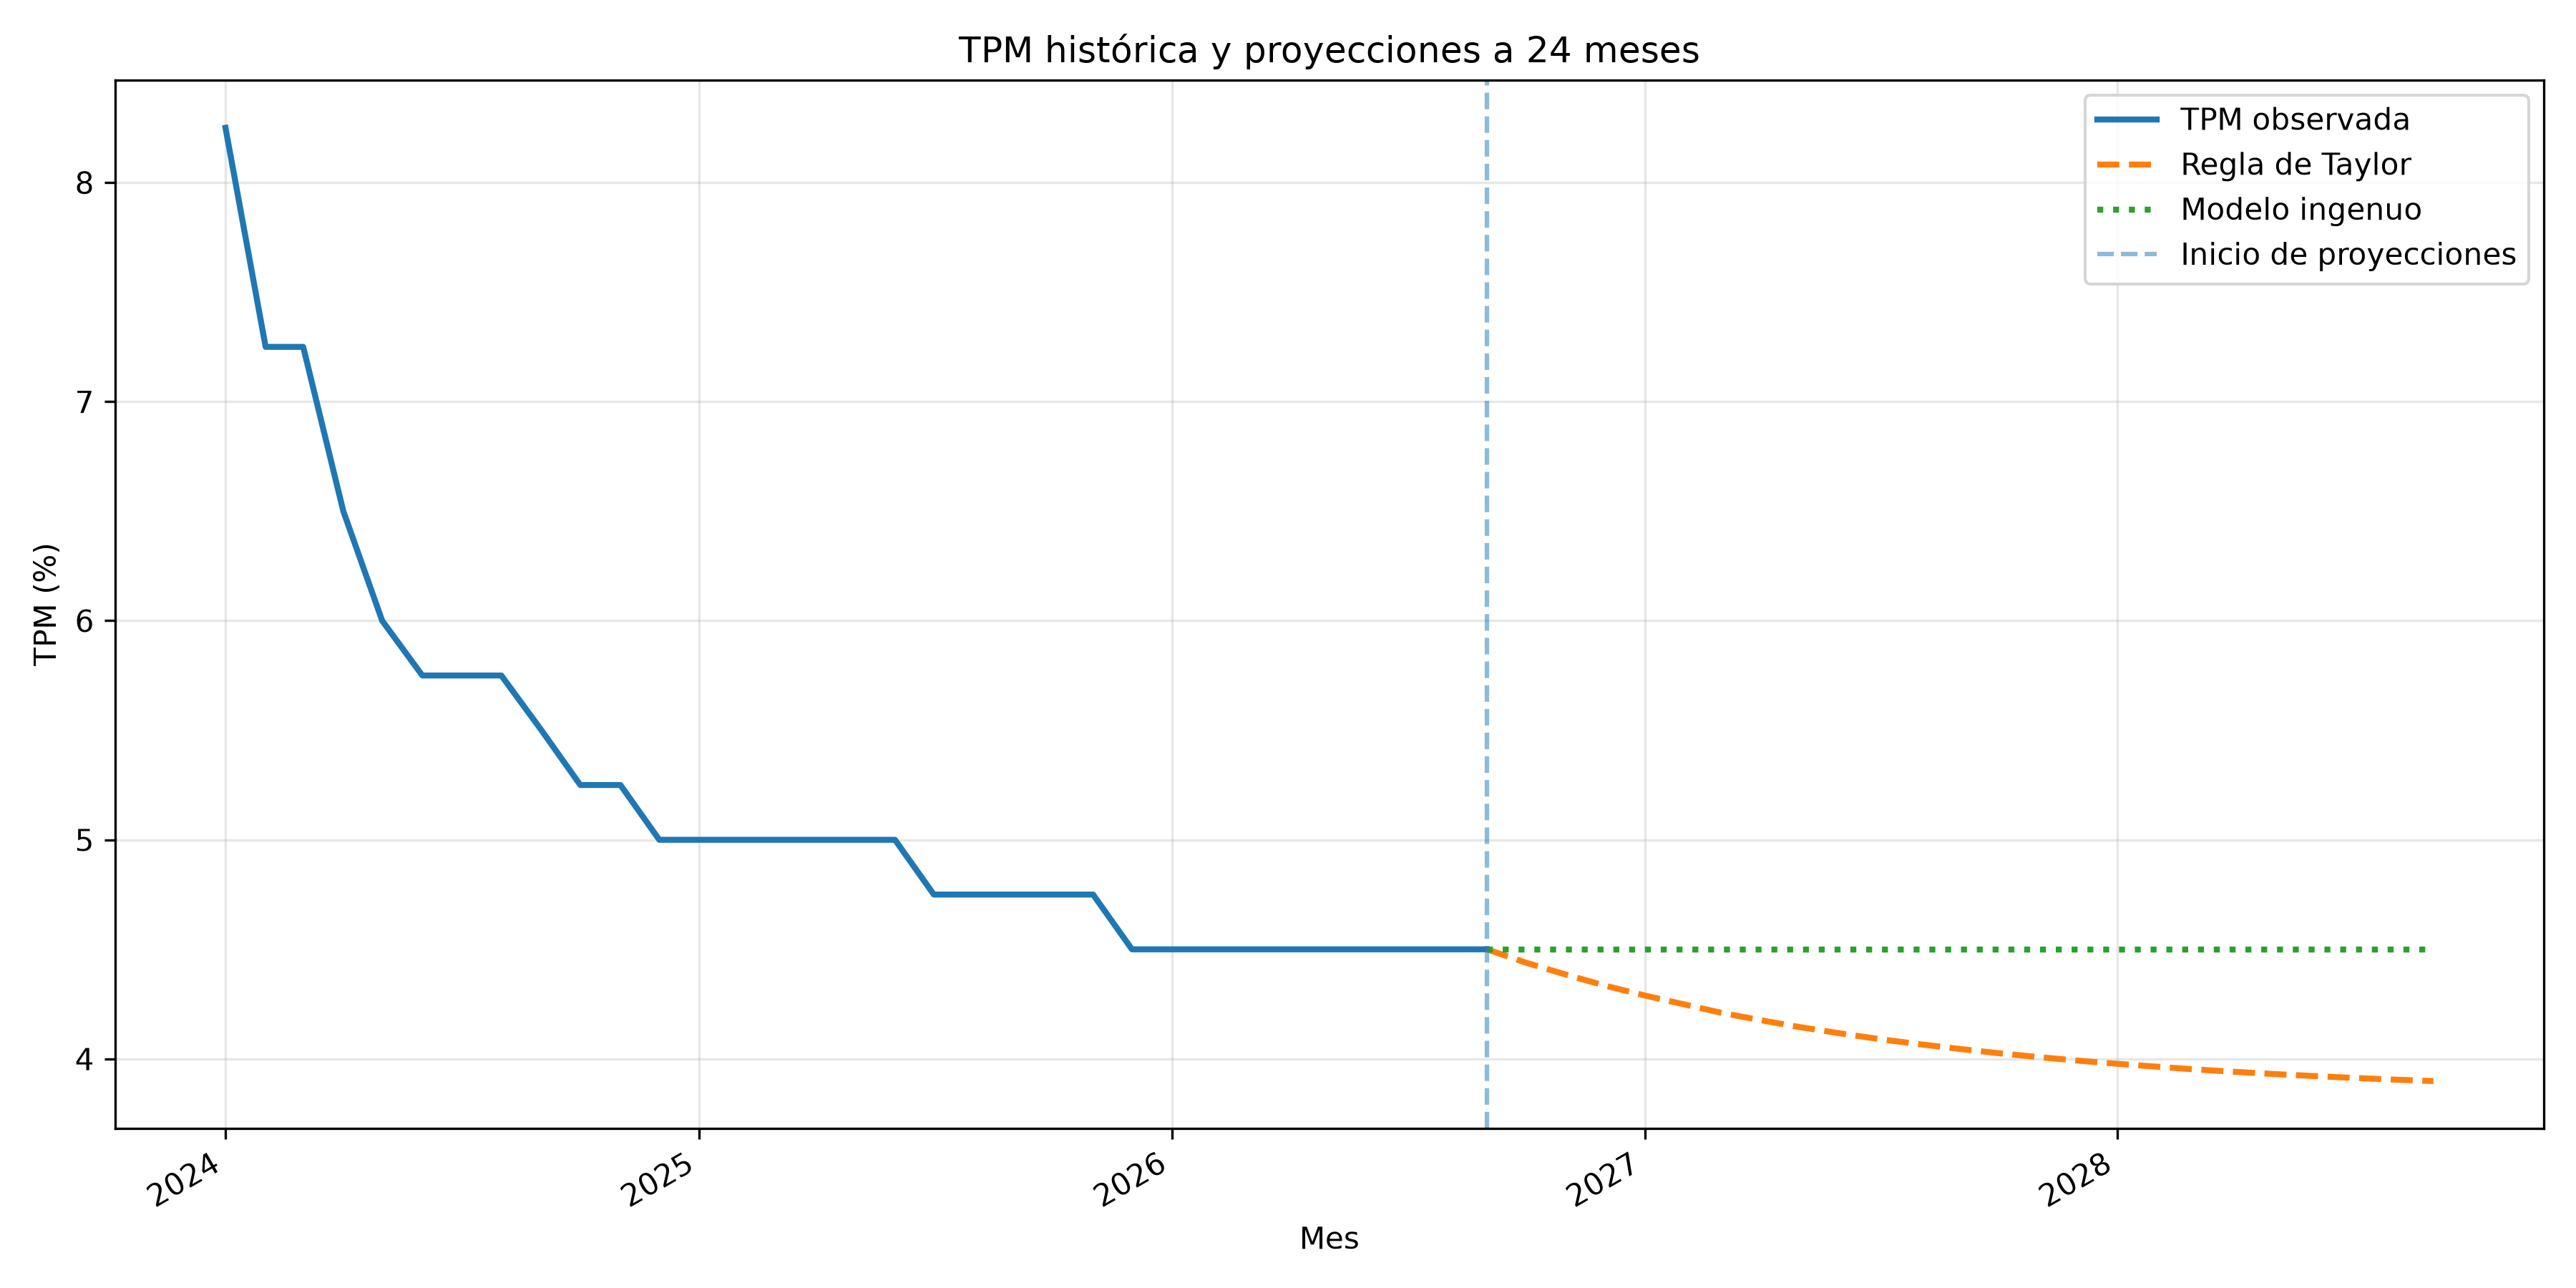 TPM histórica y proyecciones a 24 meses
TPM observada
Regla de Taylor
Modelo ingenuo
Inicio de proyecciones
TPM (%)
8
7
6
5
4
2024
2025
2026
2027
2028
Mes